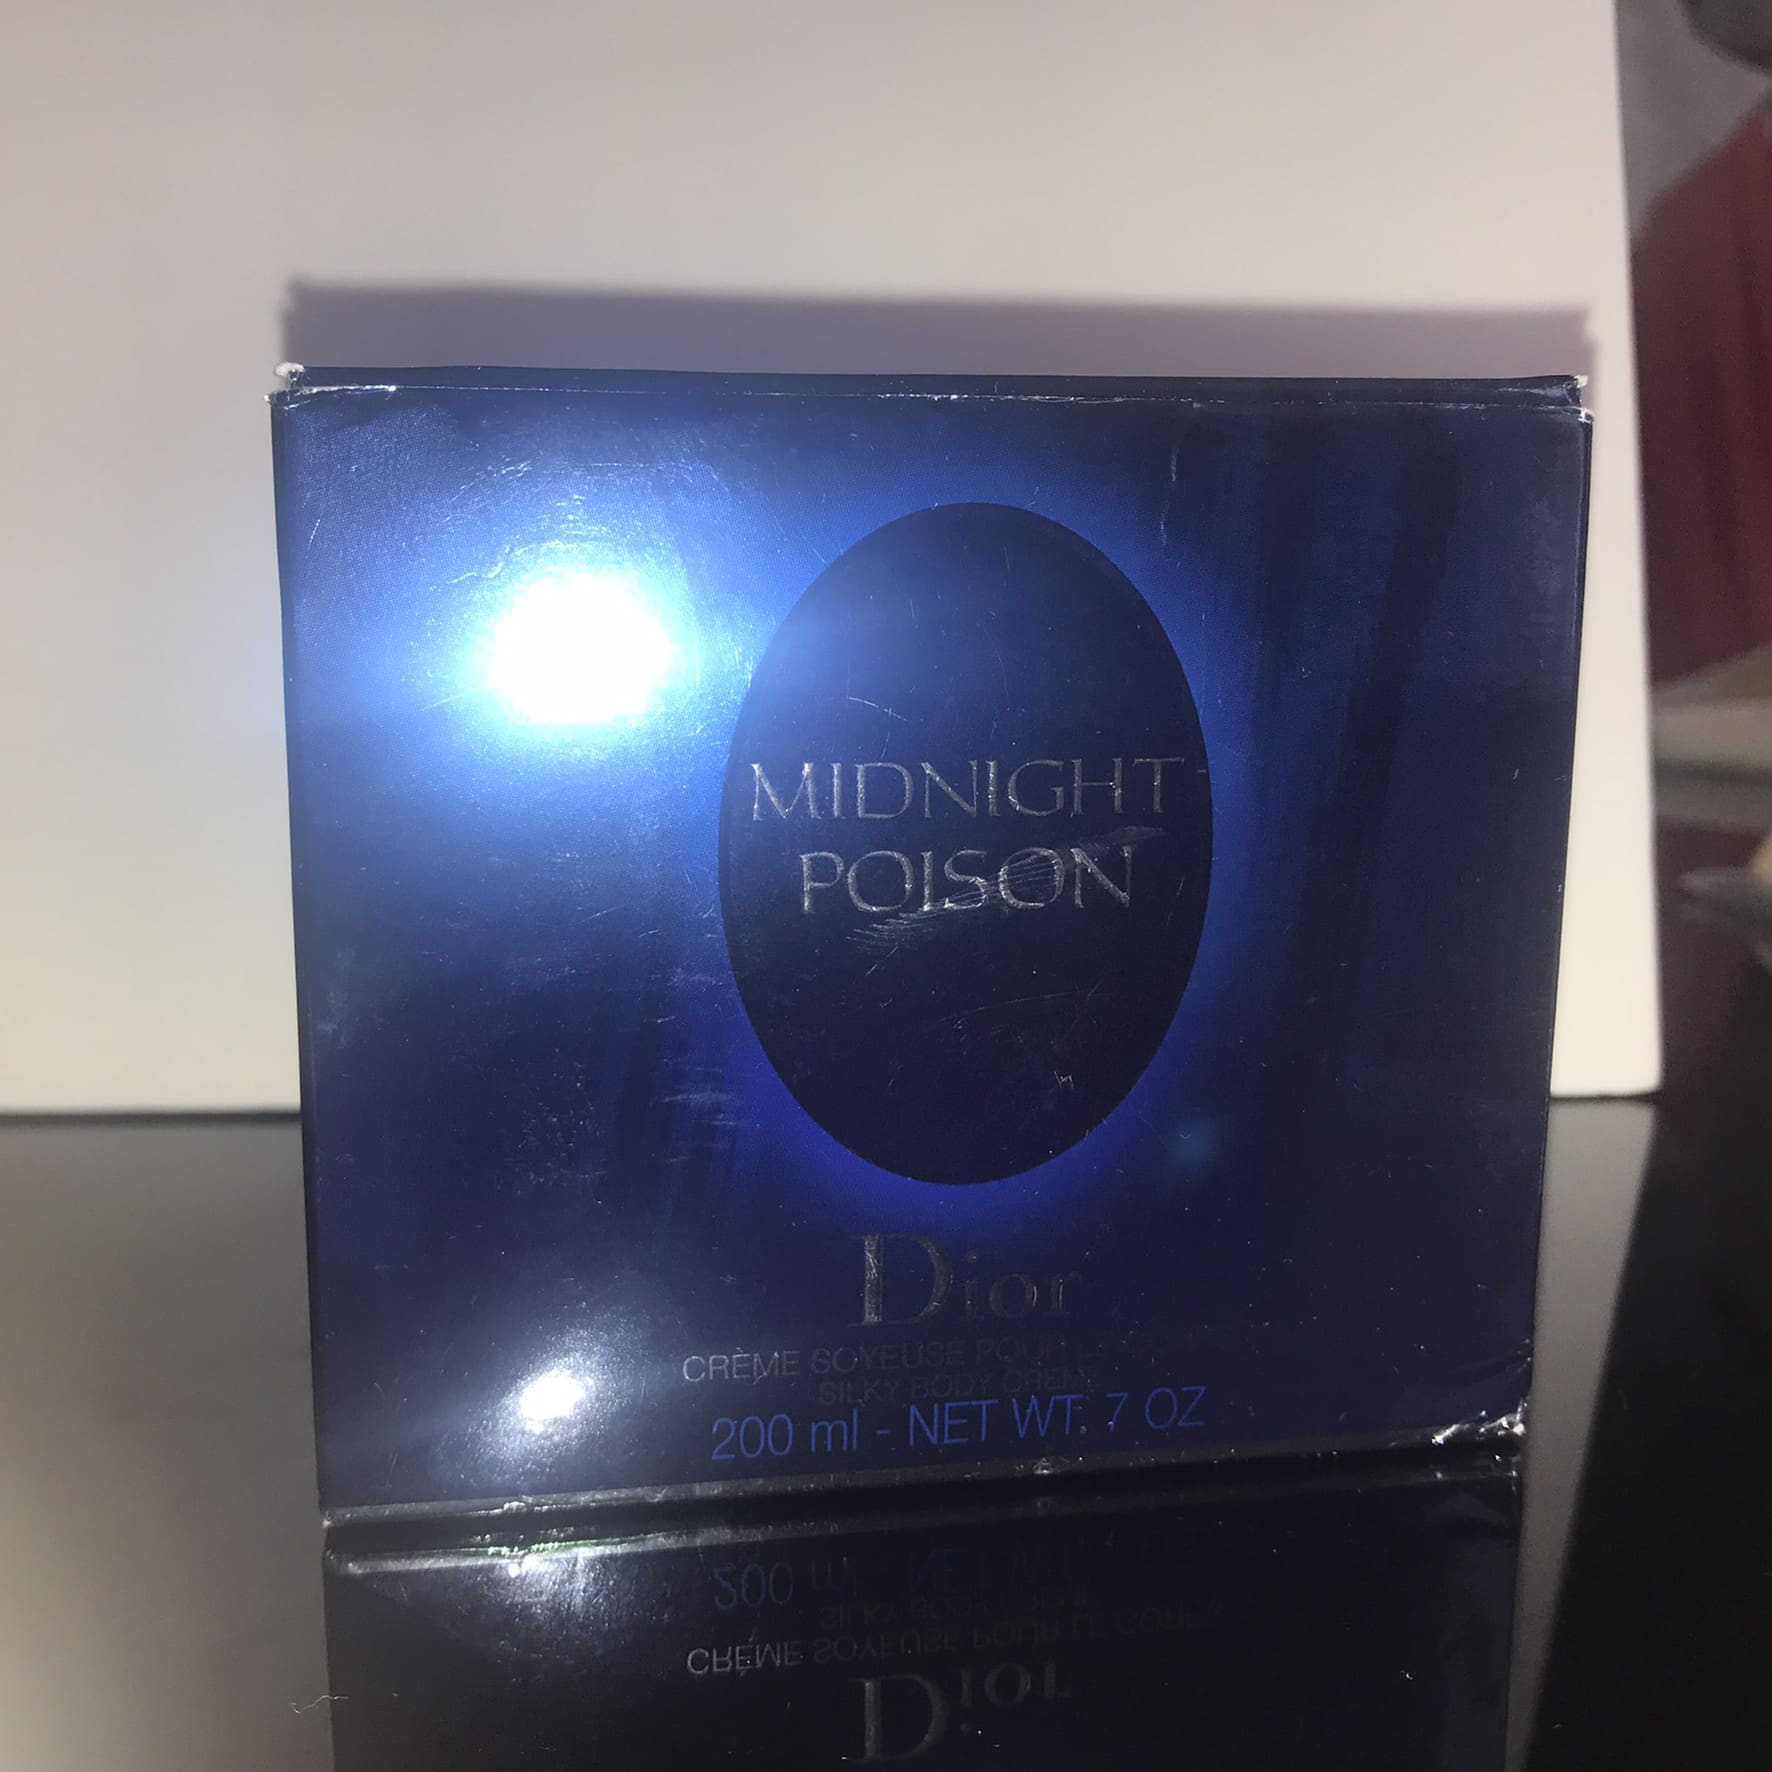 MIDNIGHT
POISON
Dior
CRÈME SOYEUSE POUR LE
SILKY BODY CREME
200 ml - NET WT. 7 OZ